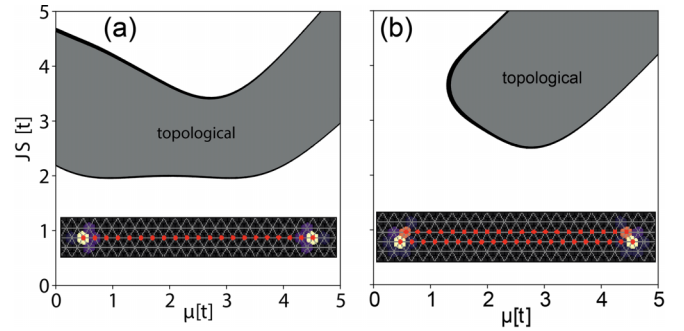 (a)
topological
JS [t]
5
4
3
2
1
0
0 1 2 3 4 5
μ[t]
(b)
topological
0 1 2 3 4 5
μ[t]